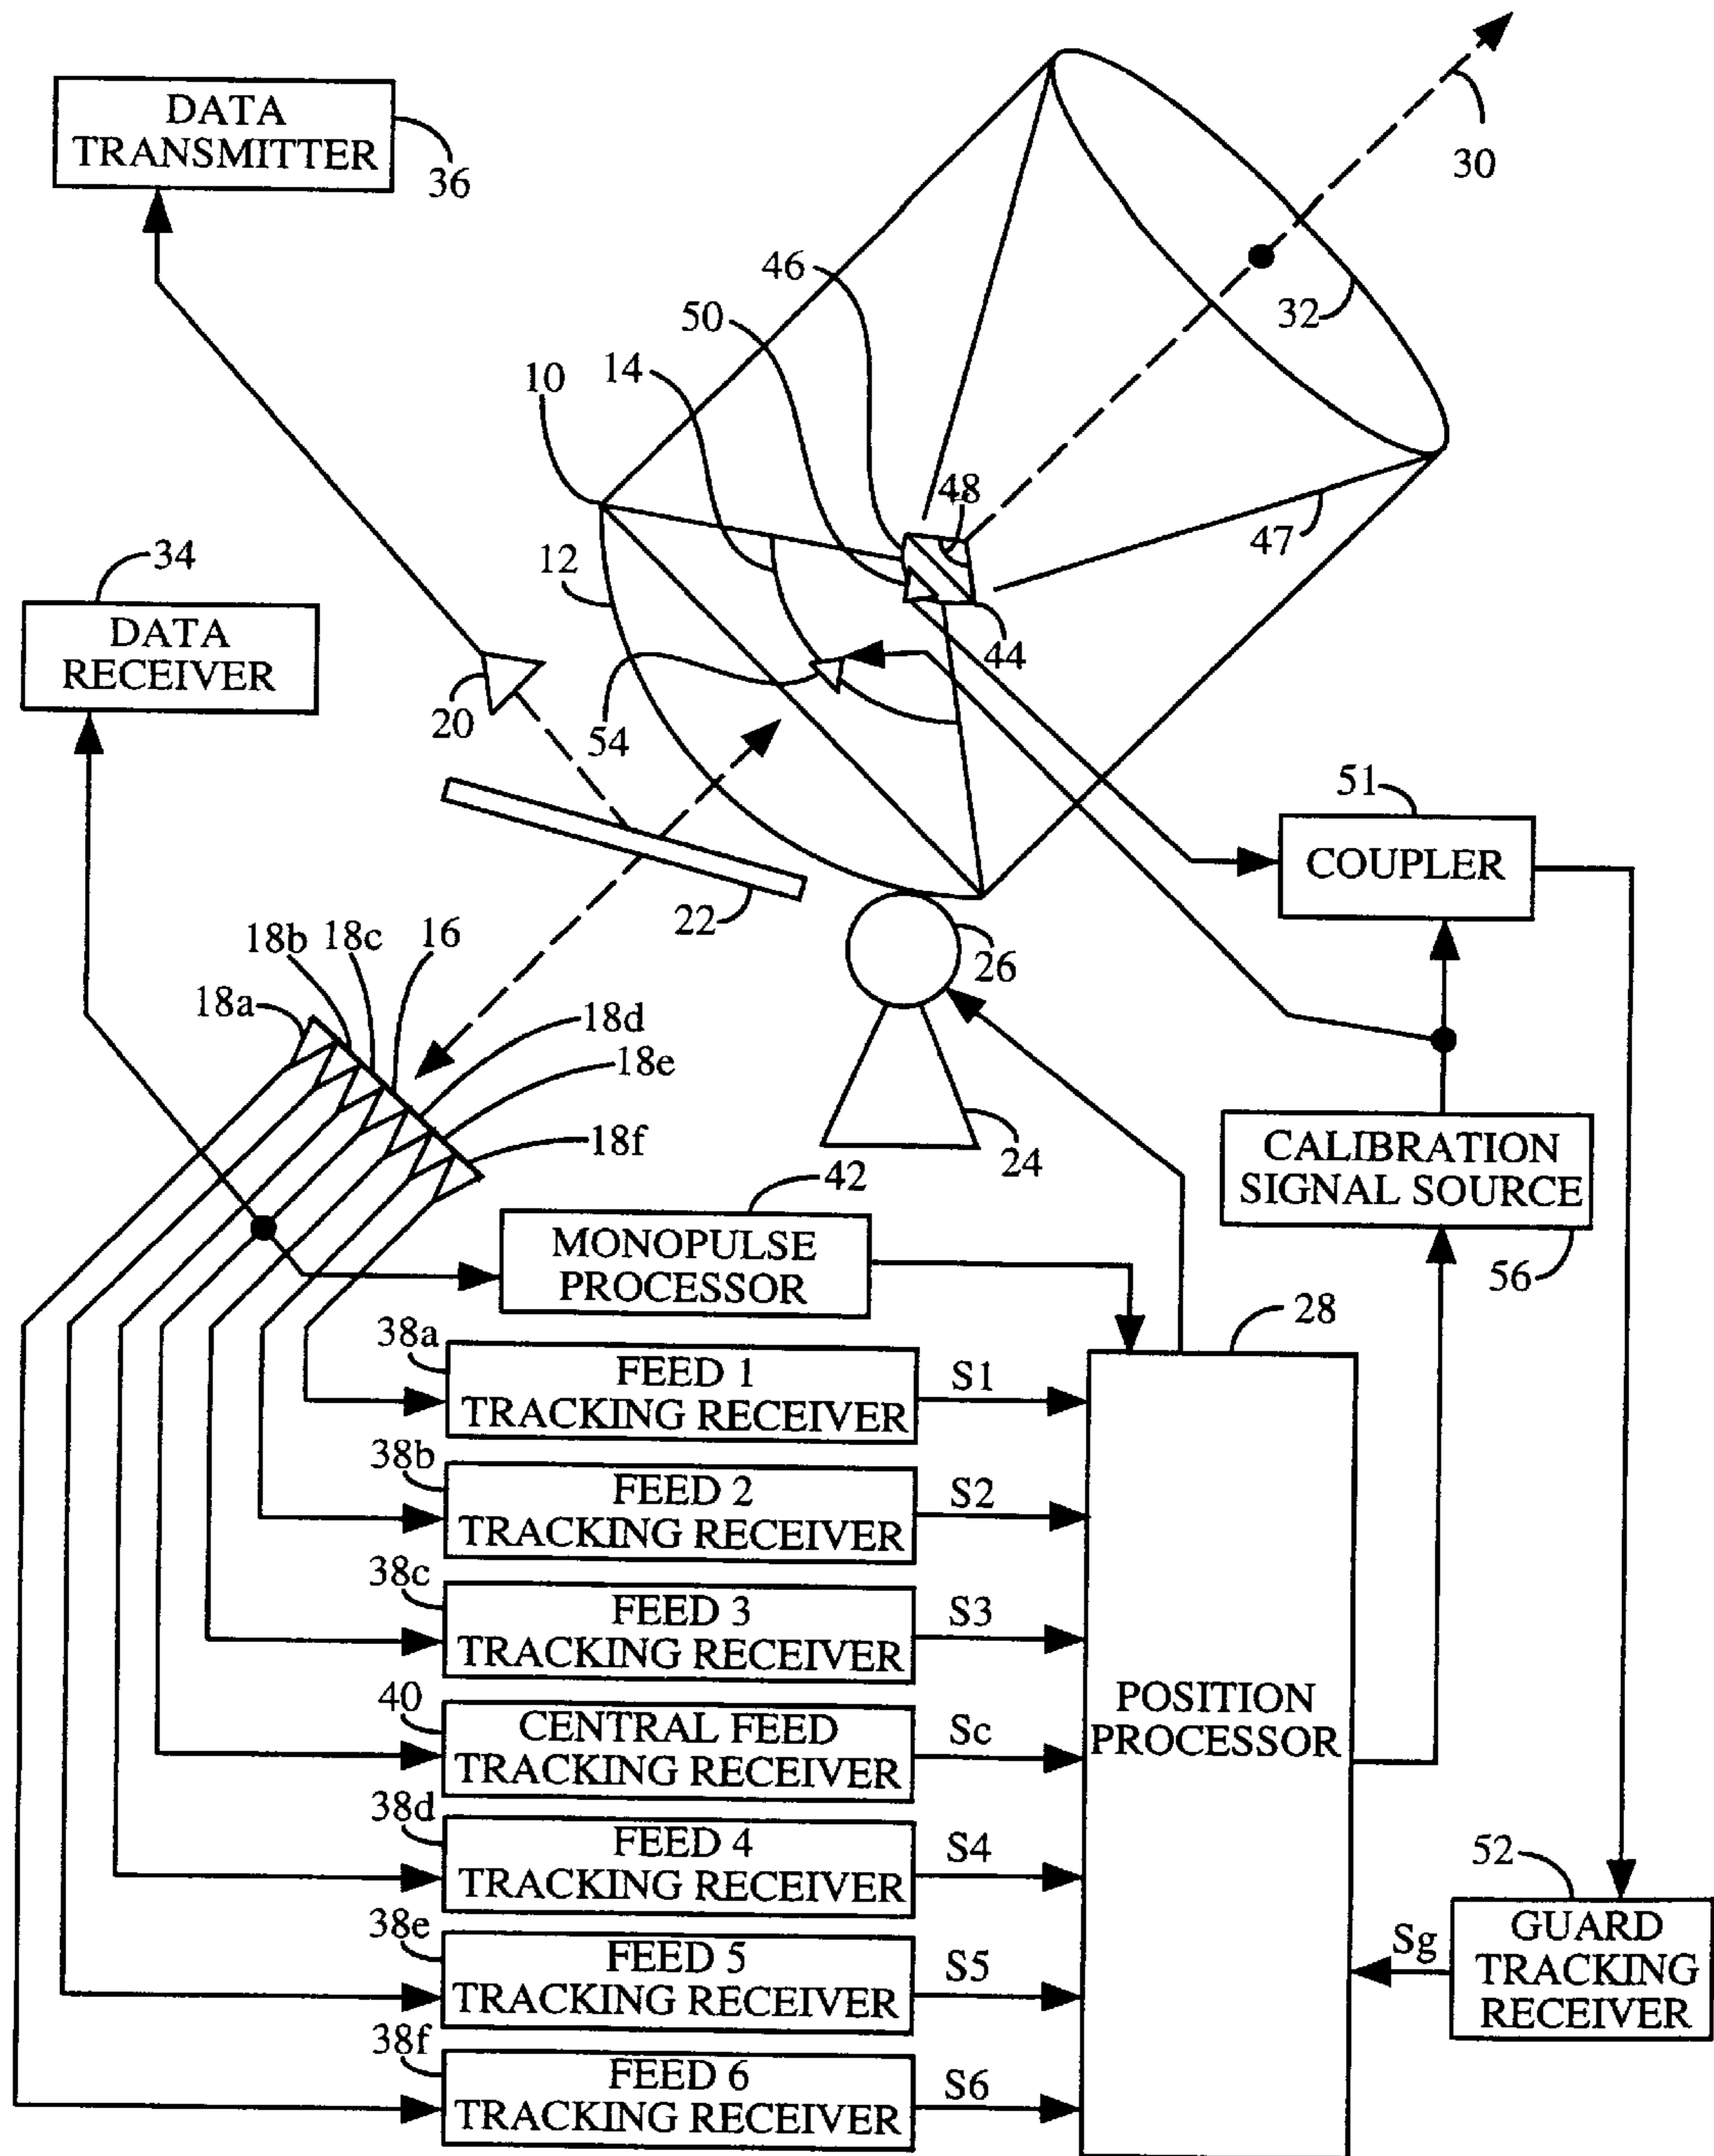 DATA
TRANSMITTER
36
30
46
32
50
14
10
48
47
34
12
DATA
RECEIVER
44
20
54
51
COUPLER
22
26
18b
18c
16
18a
18d
18e
18f
24
CALIBRATION
SIGNAL SOURCE
42
MONOPULSE
PROCESSOR
56
28
38a
FEED 1
TRACKING RECEIVER
S1
38b
FEED 2
TRACKING RECEIVER
S2
38c
FEED 3
TRACKING RECEIVER
S3
40
CENTRAL FEED
TRACKING RECEIVER
Sc
POSITION
PROCESSOR
38d
FEED 4
TRACKING RECEIVER
S4
52
38e
FEED 5
TRACKING RECEIVER
S5
Sg
GUARD
TRACKING
RECEIVER
38f
FEED 6
TRACKING RECEIVER
S6